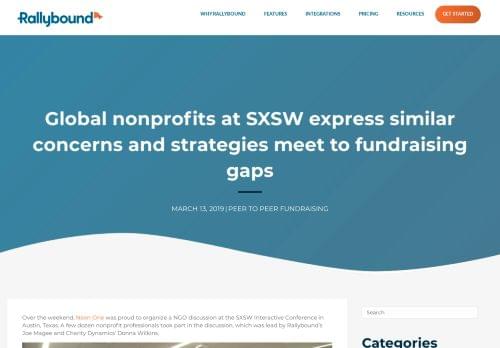 Rallybound
WHY RALLYBOUND FEATURES INTEGRATIONS PRICING RESOURCES GET STARTED
Global nonprofits at SXSW express similar
concerns and strategies meet to fundraising
gaps
MARCH 13, 2019 | PEER TO PEER FUNDRAISING
Over the weekend, Neon One was proud to organize a NGO discussion at the SXSW Interactive Conference in
Austin, Texas. A few dozen nonprofit professionals took part in the discussion, which was lead by Rallybound's
Joe Magee and Charity Dynamics' Donna Wilkins.
Search
Categories